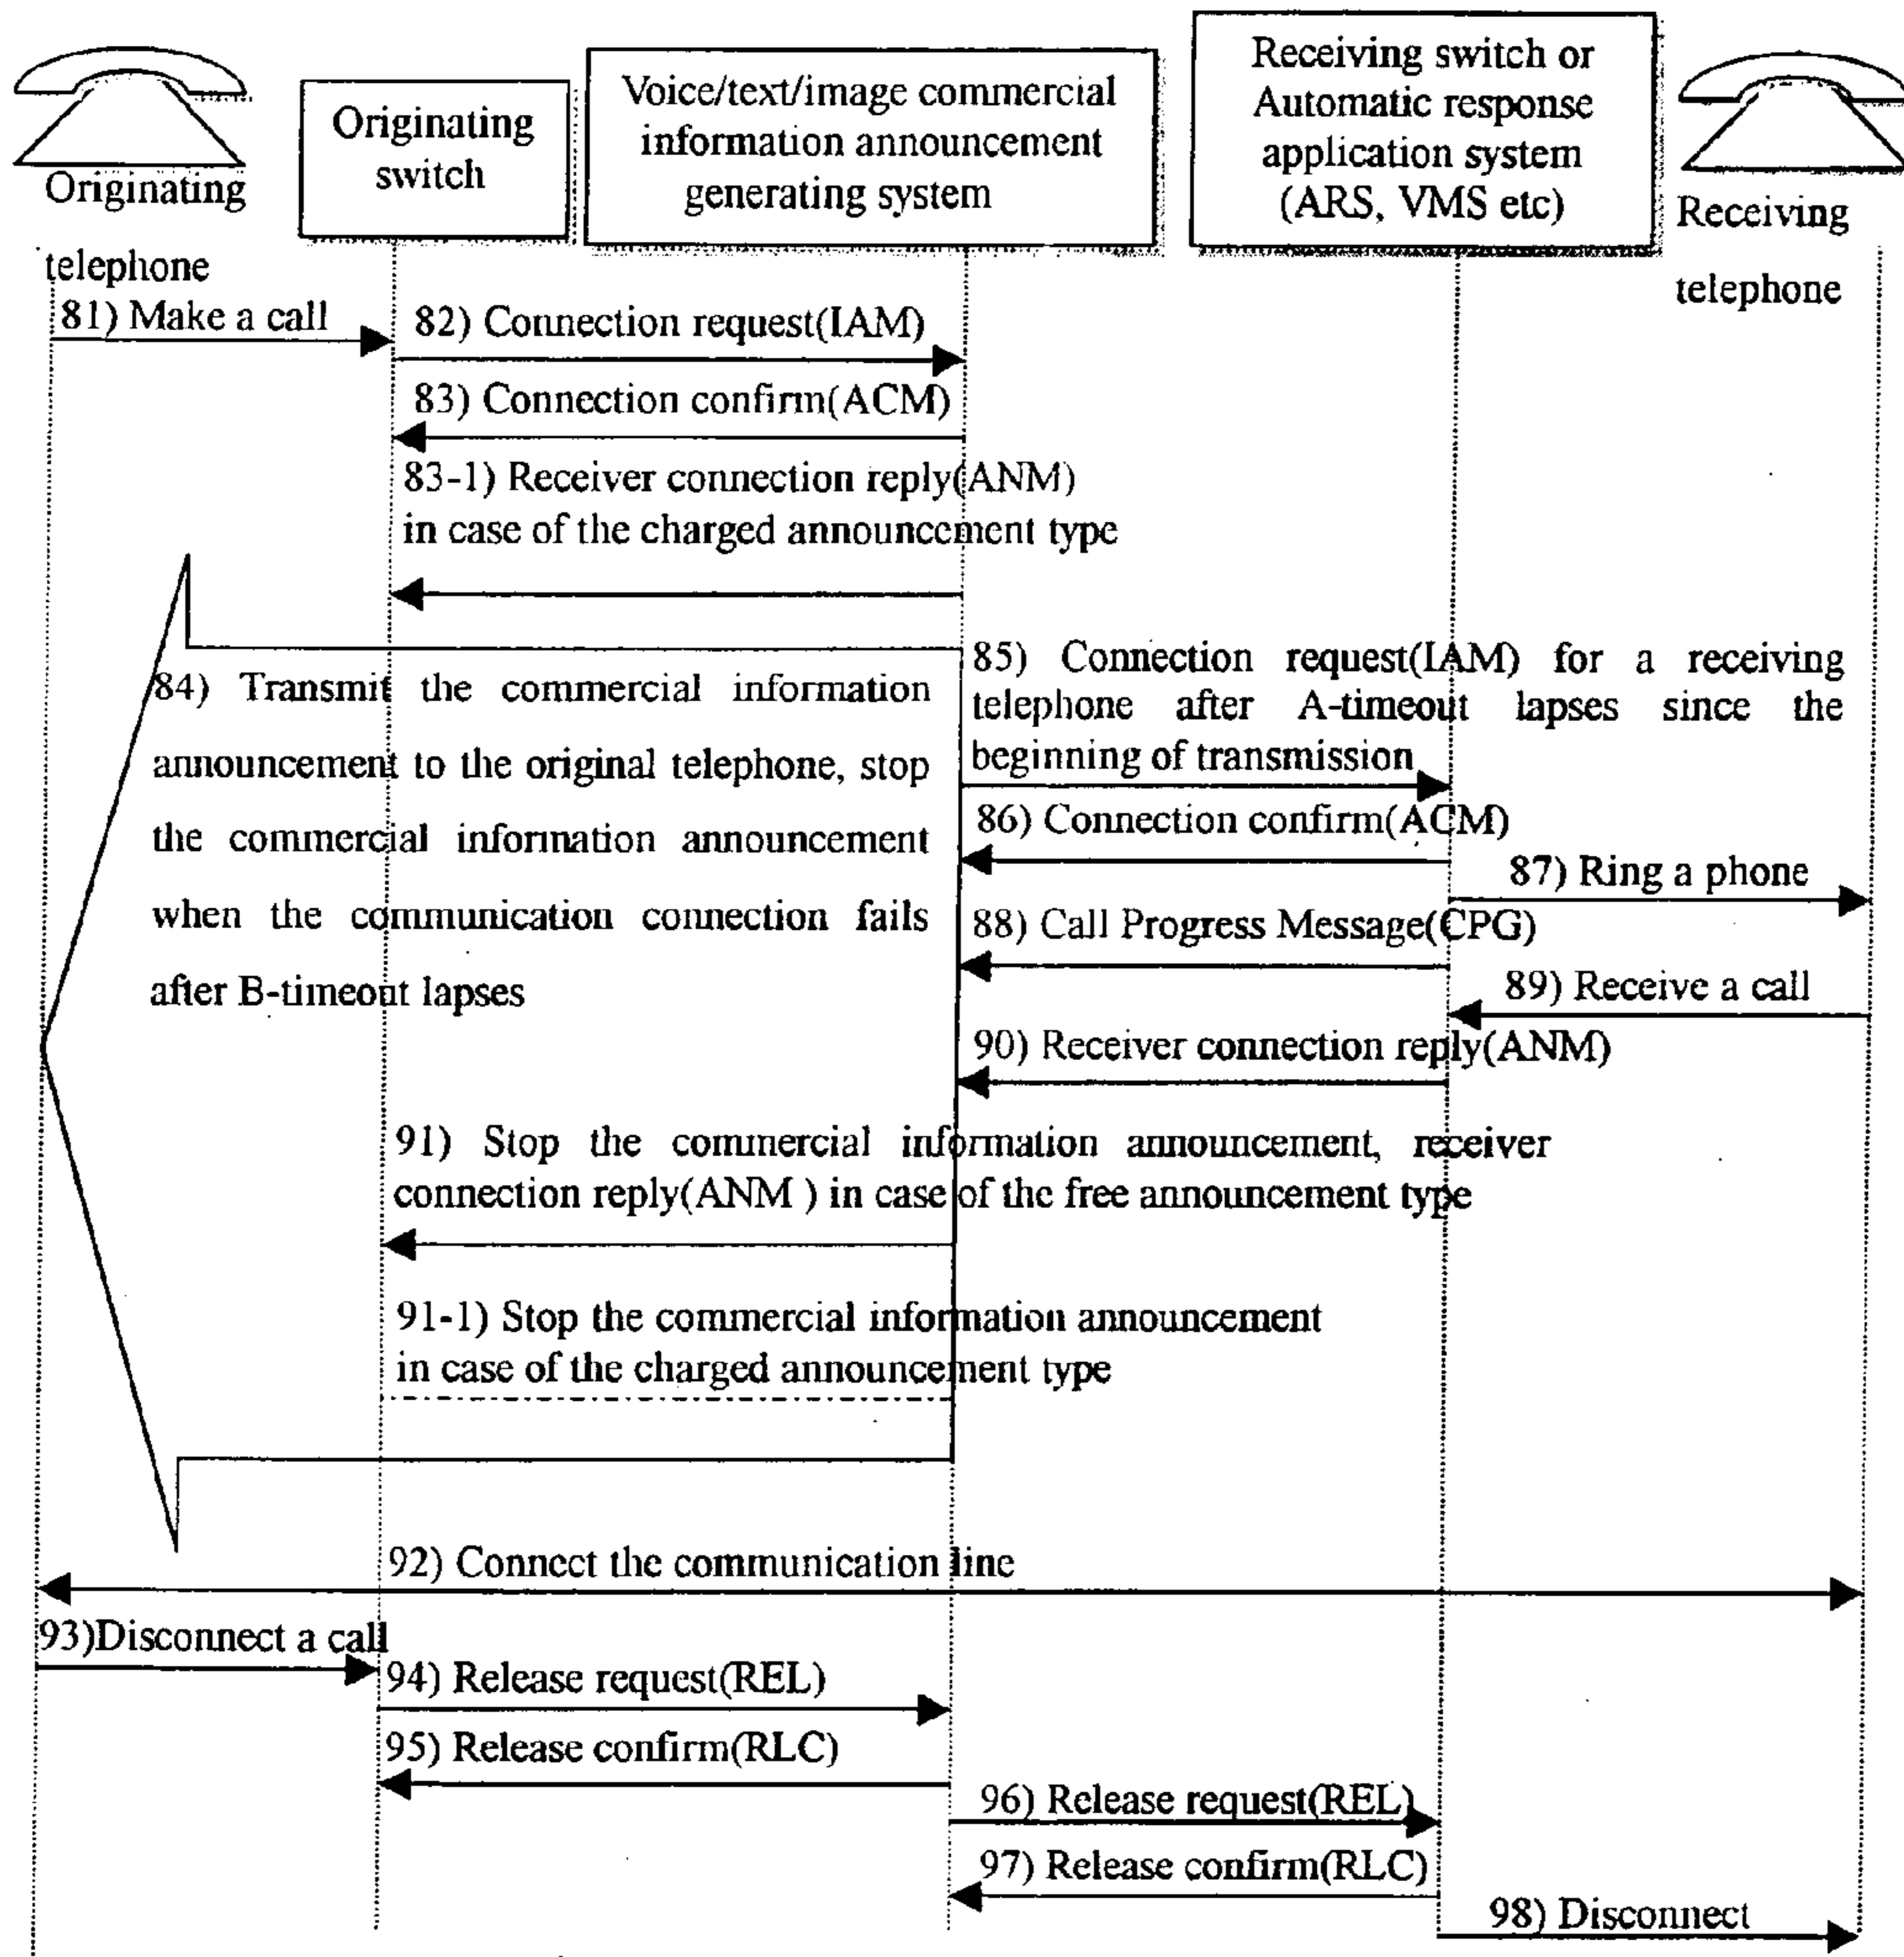 Originating
telephone
Originating
switch
Voice/text/image commercial
information announcement
generating system
Receiving switch or
Automatic response
application system
(ARS, VMS etc)
Receiving
telephone
81) Make a call
82) Connection request(IAM)
83) Connection confirm(ACM)
83-1) Receiver connection reply(ANM)
in case of the charged announcement type
84) Transmit the commercial information
announcement to the original telephone, stop
the commercial information announcement
when the communication connection fails
after B-timeout lapses
85) Connection request(IAM) for a receiving
telephone after A-timeout lapses since the
beginning of transmission
86) Connection confirm(ACM)
87) Ring a phone
88) Call Progress Message(CPG)
89) Receive a call
90) Receiver connection reply(ANM)
91) Stop the commercial information announcement, receiver
connection reply(ANM ) in case of the free announcement type
91-1) Stop the commercial information announcement
in case of the charged announcement type
92) Connect the communication line
93)Disconnect a call
94) Release request(REL)
95) Release confirm(RLC)
96) Release request(REL)
97) Release confirm(RLC)
98) Disconnect